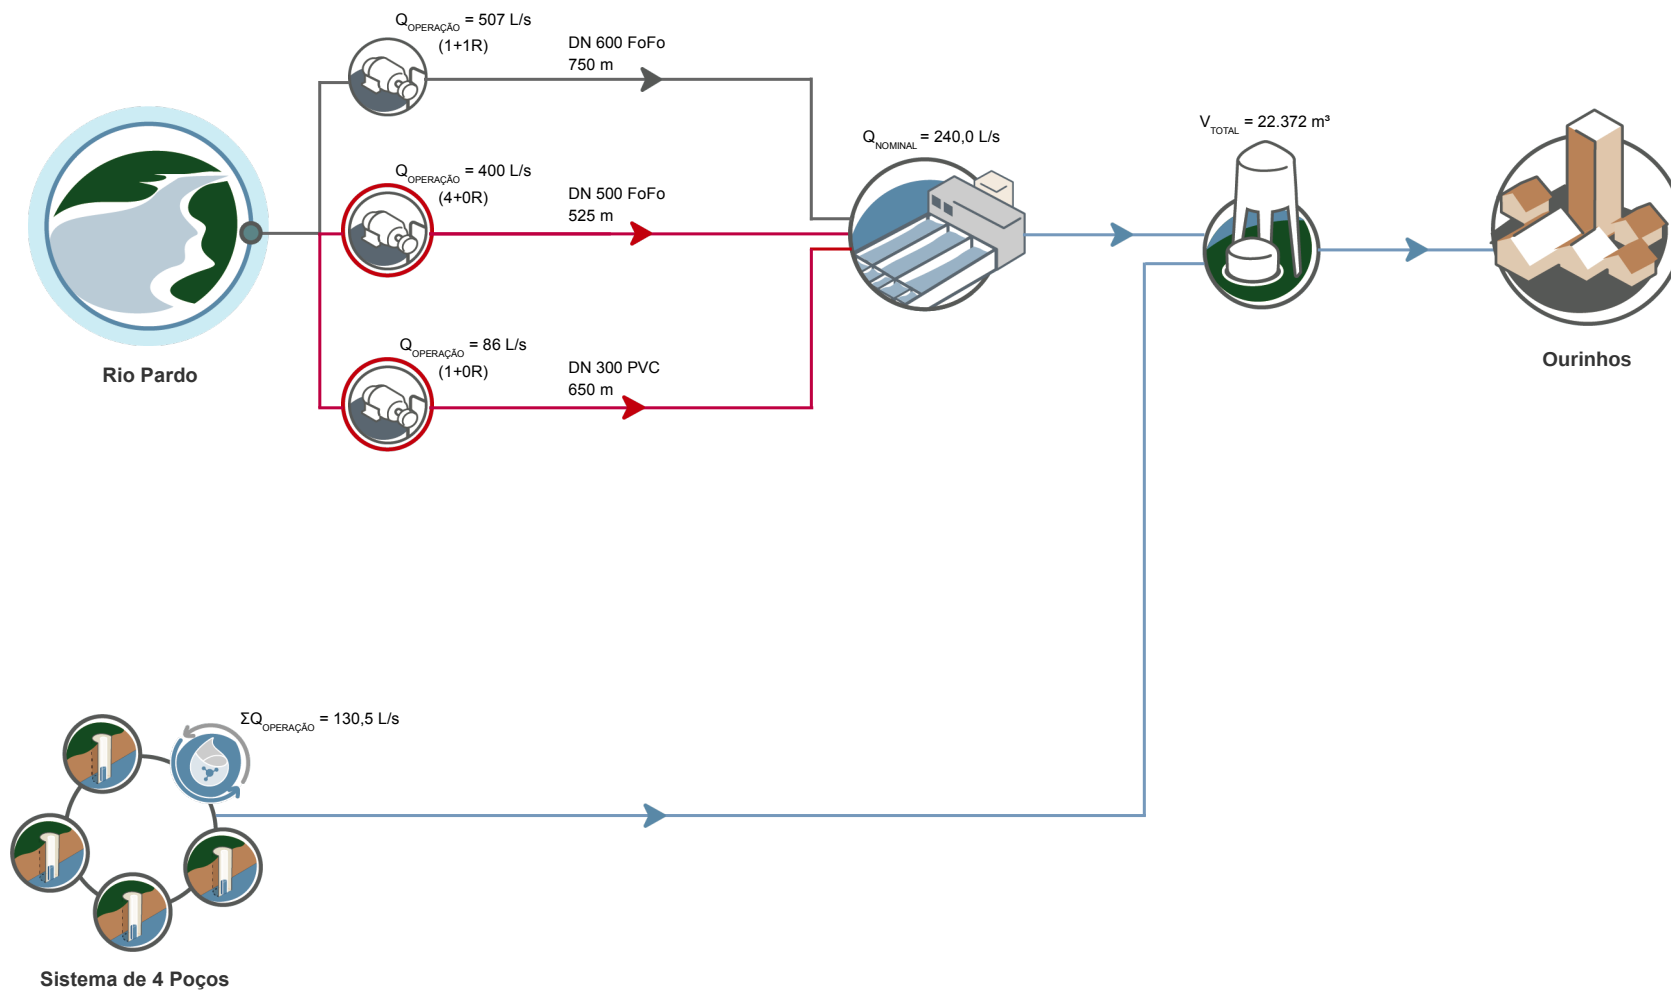 Q OPERAÇÃO = 507 L/s
(1+1R)
DN 600 FoFo
750 m
Q OPERAÇÃO = 400 L/s
(4+0R)
DN 500 FoFo
525 m
Q NOMINAL = 240,0 L/s
V TOTAL = 22.372 m³
Q OPERAÇÃO = 86 L/s
(1+0R)
DN 300 PVC
650 m
Rio Pardo
Ourinhos
ΣQ OPERAÇÃO = 130,5 L/s
Sistema de 4 Poços